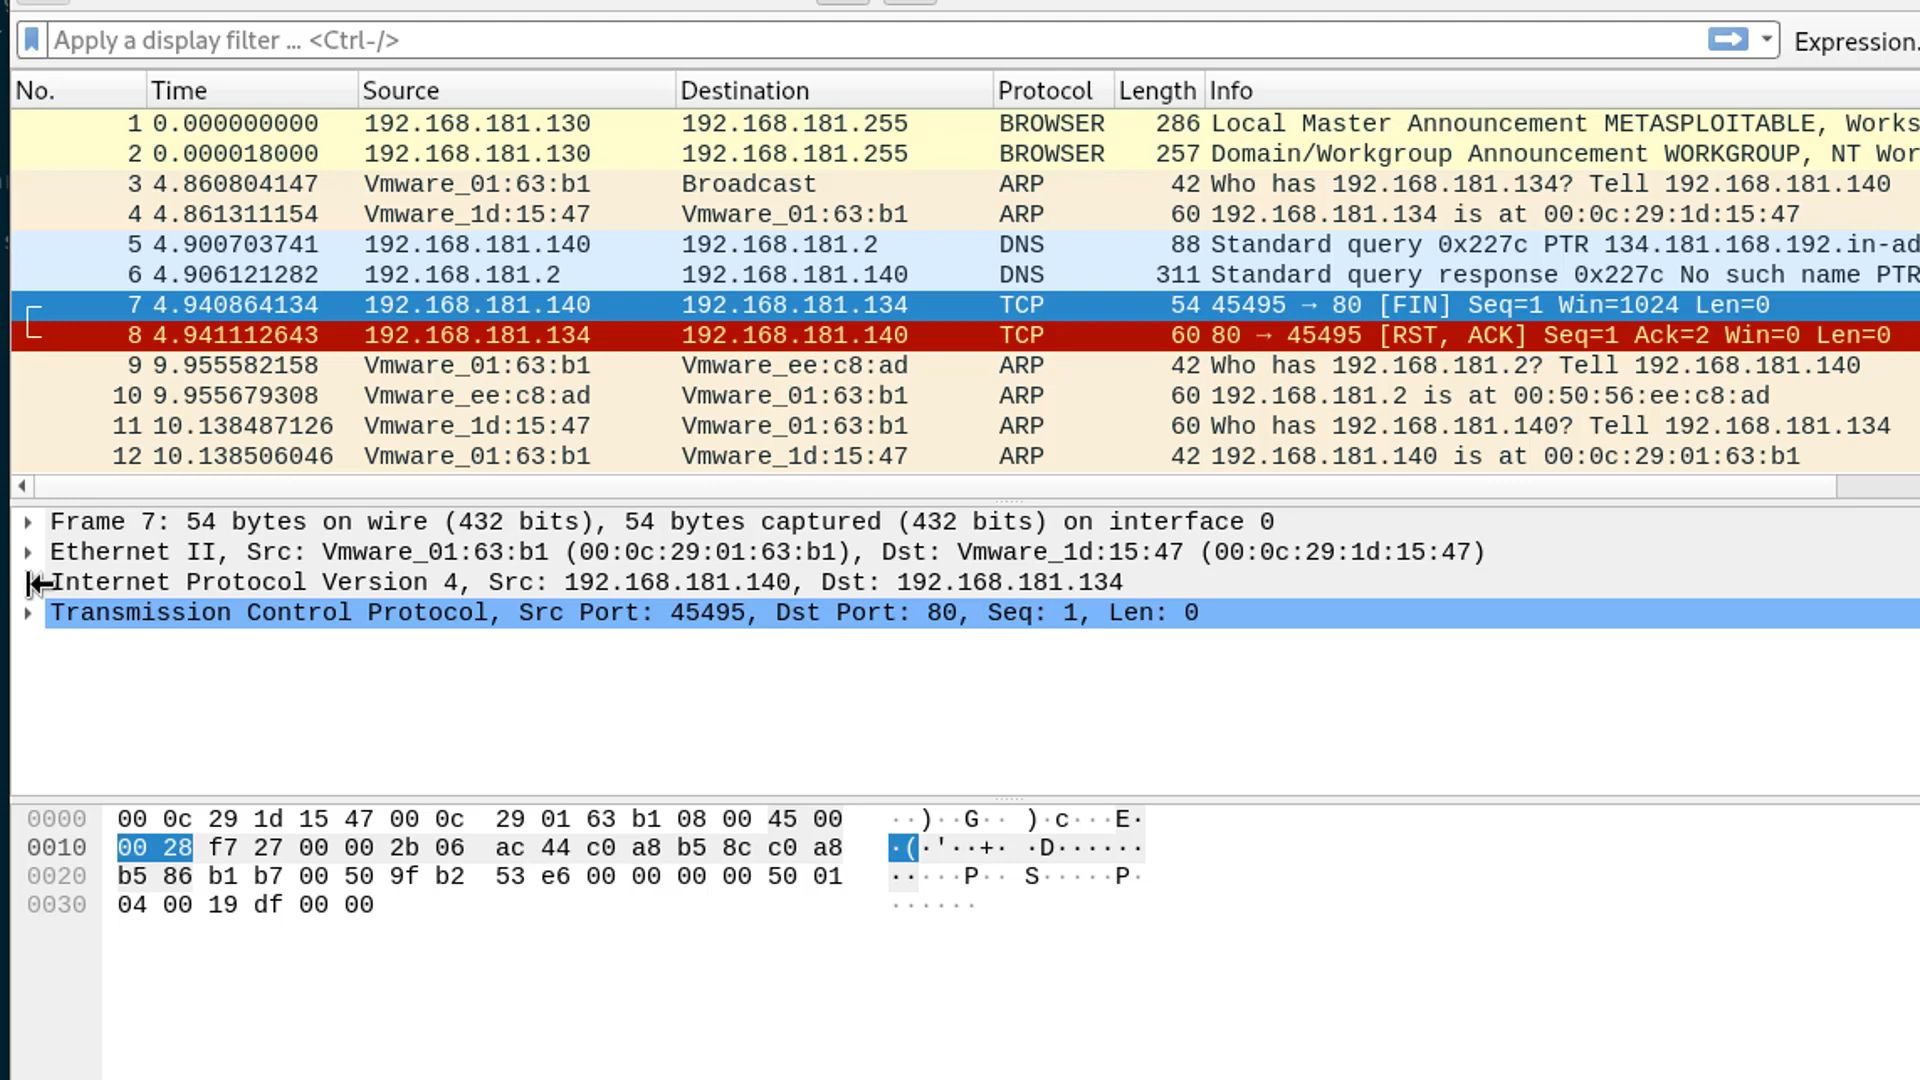 Apply a display filter ... <Ctrl-/> Expression.
No. Time Source Destination Protocol Length Info
1 0.000000000 192.168.181.130 192.168.181.255 BROWSER 286 Local Master Announcement METASPLOITABLE, Works
2 0.000018000 192.168.181.130 192.168.181.255 BROWSER 257 Domain/Workgroup Announcement WORKGROUP, NT Wor
3 4.860804147 Vmware_01:63:b1 Broadcast ARP 42 Who has 192.168.181.134? Tell 192.168.181.140
4 4.861311154 Vmware_1d:15:47 Vmware_01:63:b1 ARP 60 192.168.181.134 is at 00:0c:29:1d:15:47
5 4.900703741 192.168.181.140 192.168.181.2 DNS 88 Standard query 0x227c PTR 134.181.168.192.in-ad
6 4.906121282 192.168.181.2 192.168.181.140 DNS 311 Standard query response 0x227c No such name PTR
7 4.940864134 192.168.181.140 192.168.181.134 TCP 54 45495 → 80 [FIN] Seq=1 Win=1024 Len=0
8 4.941112643 192.168.181.134 192.168.181.140 TCP 60 80 → 45495 [RST, ACK] Seq=1 Ack=2 Win=0 Len=0
9 9.955582158 Vmware_01:63:b1 Vmware_ee:c8:ad ARP 42 Who has 192.168.181.2? Tell 192.168.181.140
10 9.955679308 Vmware_ee:c8:ad Vmware_01:63:b1 ARP 60 192.168.181.2 is at 00:50:56:ee:c8:ad
11 10.138487126 Vmware_1d:15:47 Vmware_01:63:b1 ARP 60 Who has 192.168.181.140? Tell 192.168.181.134
12 10.138506046 Vmware_01:63:b1 Vmware_1d:15:47 ARP 42 192.168.181.140 is at 00:0c:29:01:63:b1
Frame 7: 54 bytes on wire (432 bits), 54 bytes captured (432 bits) on interface 0
Ethernet II, Src: Vmware_01:63:b1 (00:0c:29:01:63:b1), Dst: Vmware_1d:15:47 (00:0c:29:1d:15:47)
Internet Protocol Version 4, Src: 192.168.181.140, Dst: 192.168.181.134
Transmission Control Protocol, Src Port: 45495, Dst Port: 80, Seq: 1, Len: 0
0000 00 0c 29 1d 15 47 00 0c 29 01 63 b1 08 00 45 00 ··)··G·· )·c···E·
0010 00 28 f7 27 00 00 2b 06 ac 44 c0 a8 b5 8c c0 a8 ·(·'··+· ·D······
0020 b5 86 b1 b7 00 50 9f b2 53 e6 00 00 00 00 50 01 ·····P·· S·····P·
0030 04 00 19 df 00 00 ······